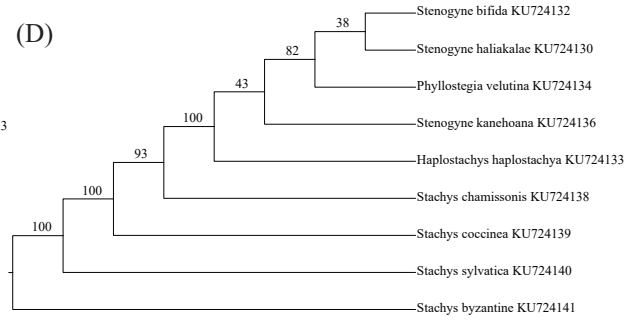 (D)
38
Stenogyne bifida KU724132
Stenogyne haliakalae KU724130
82
Phyllostegia velutina KU724134
43
Stenogyne kanehoana KU724136
3
100
Haplostachys haplostachya KU724133
93
Stachys chamissonis KU724138
100
Stachys coccinea KU724139
100
Stachys sylvatica KU724140
Stachys byzantine KU724141